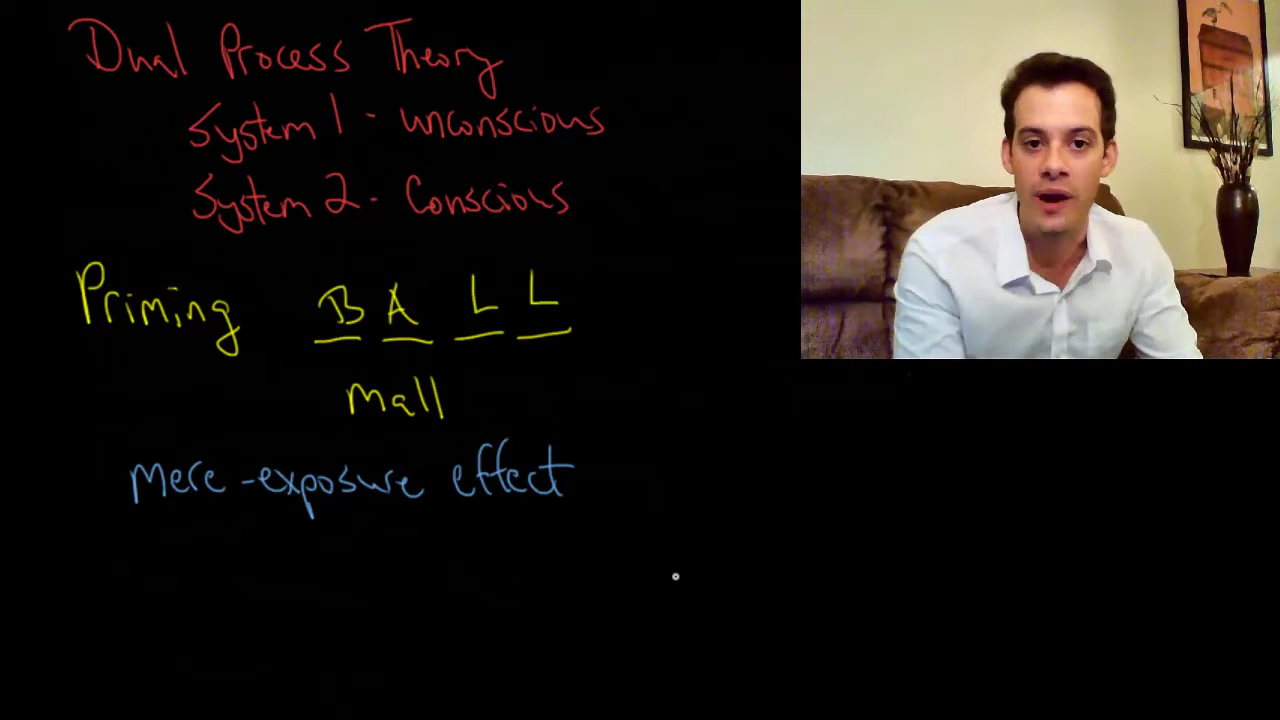 Dual Process Theory
System 1 - unconscious
System 2 - Conscious
Priming B A L L
Mall
Mere-exposure effect